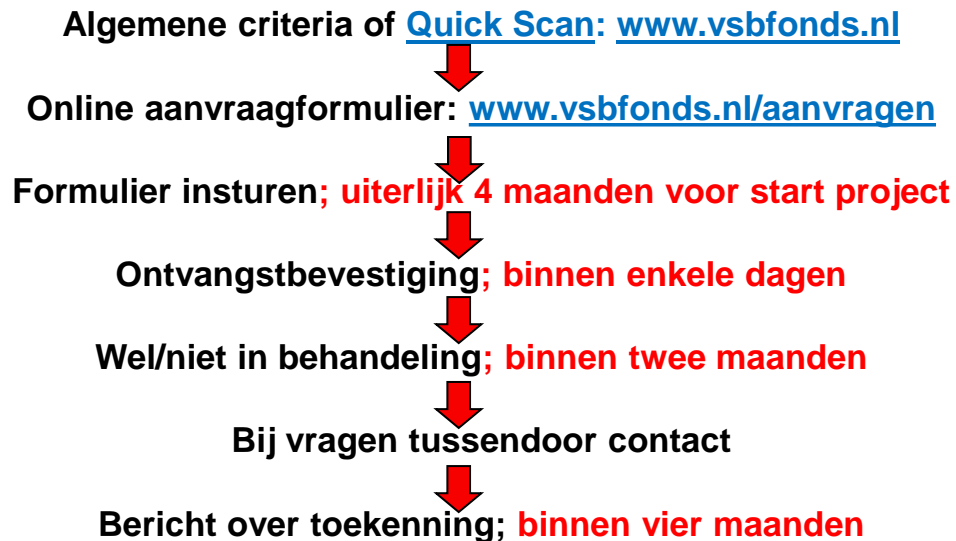 Algemene criteria of Quick Scan: www.vsbfonds.nl
Online aanvraagformulier: www.vsbfonds.nl/aanvragen
Formulier insturen; uiterlijk 4 maanden voor start project
Ontvangstbevestiging; binnen enkele dagen
Wel/niet in behandeling; binnen twee maanden
Bij vragen tussendoor contact
Bericht over toekenning; binnen vier maanden